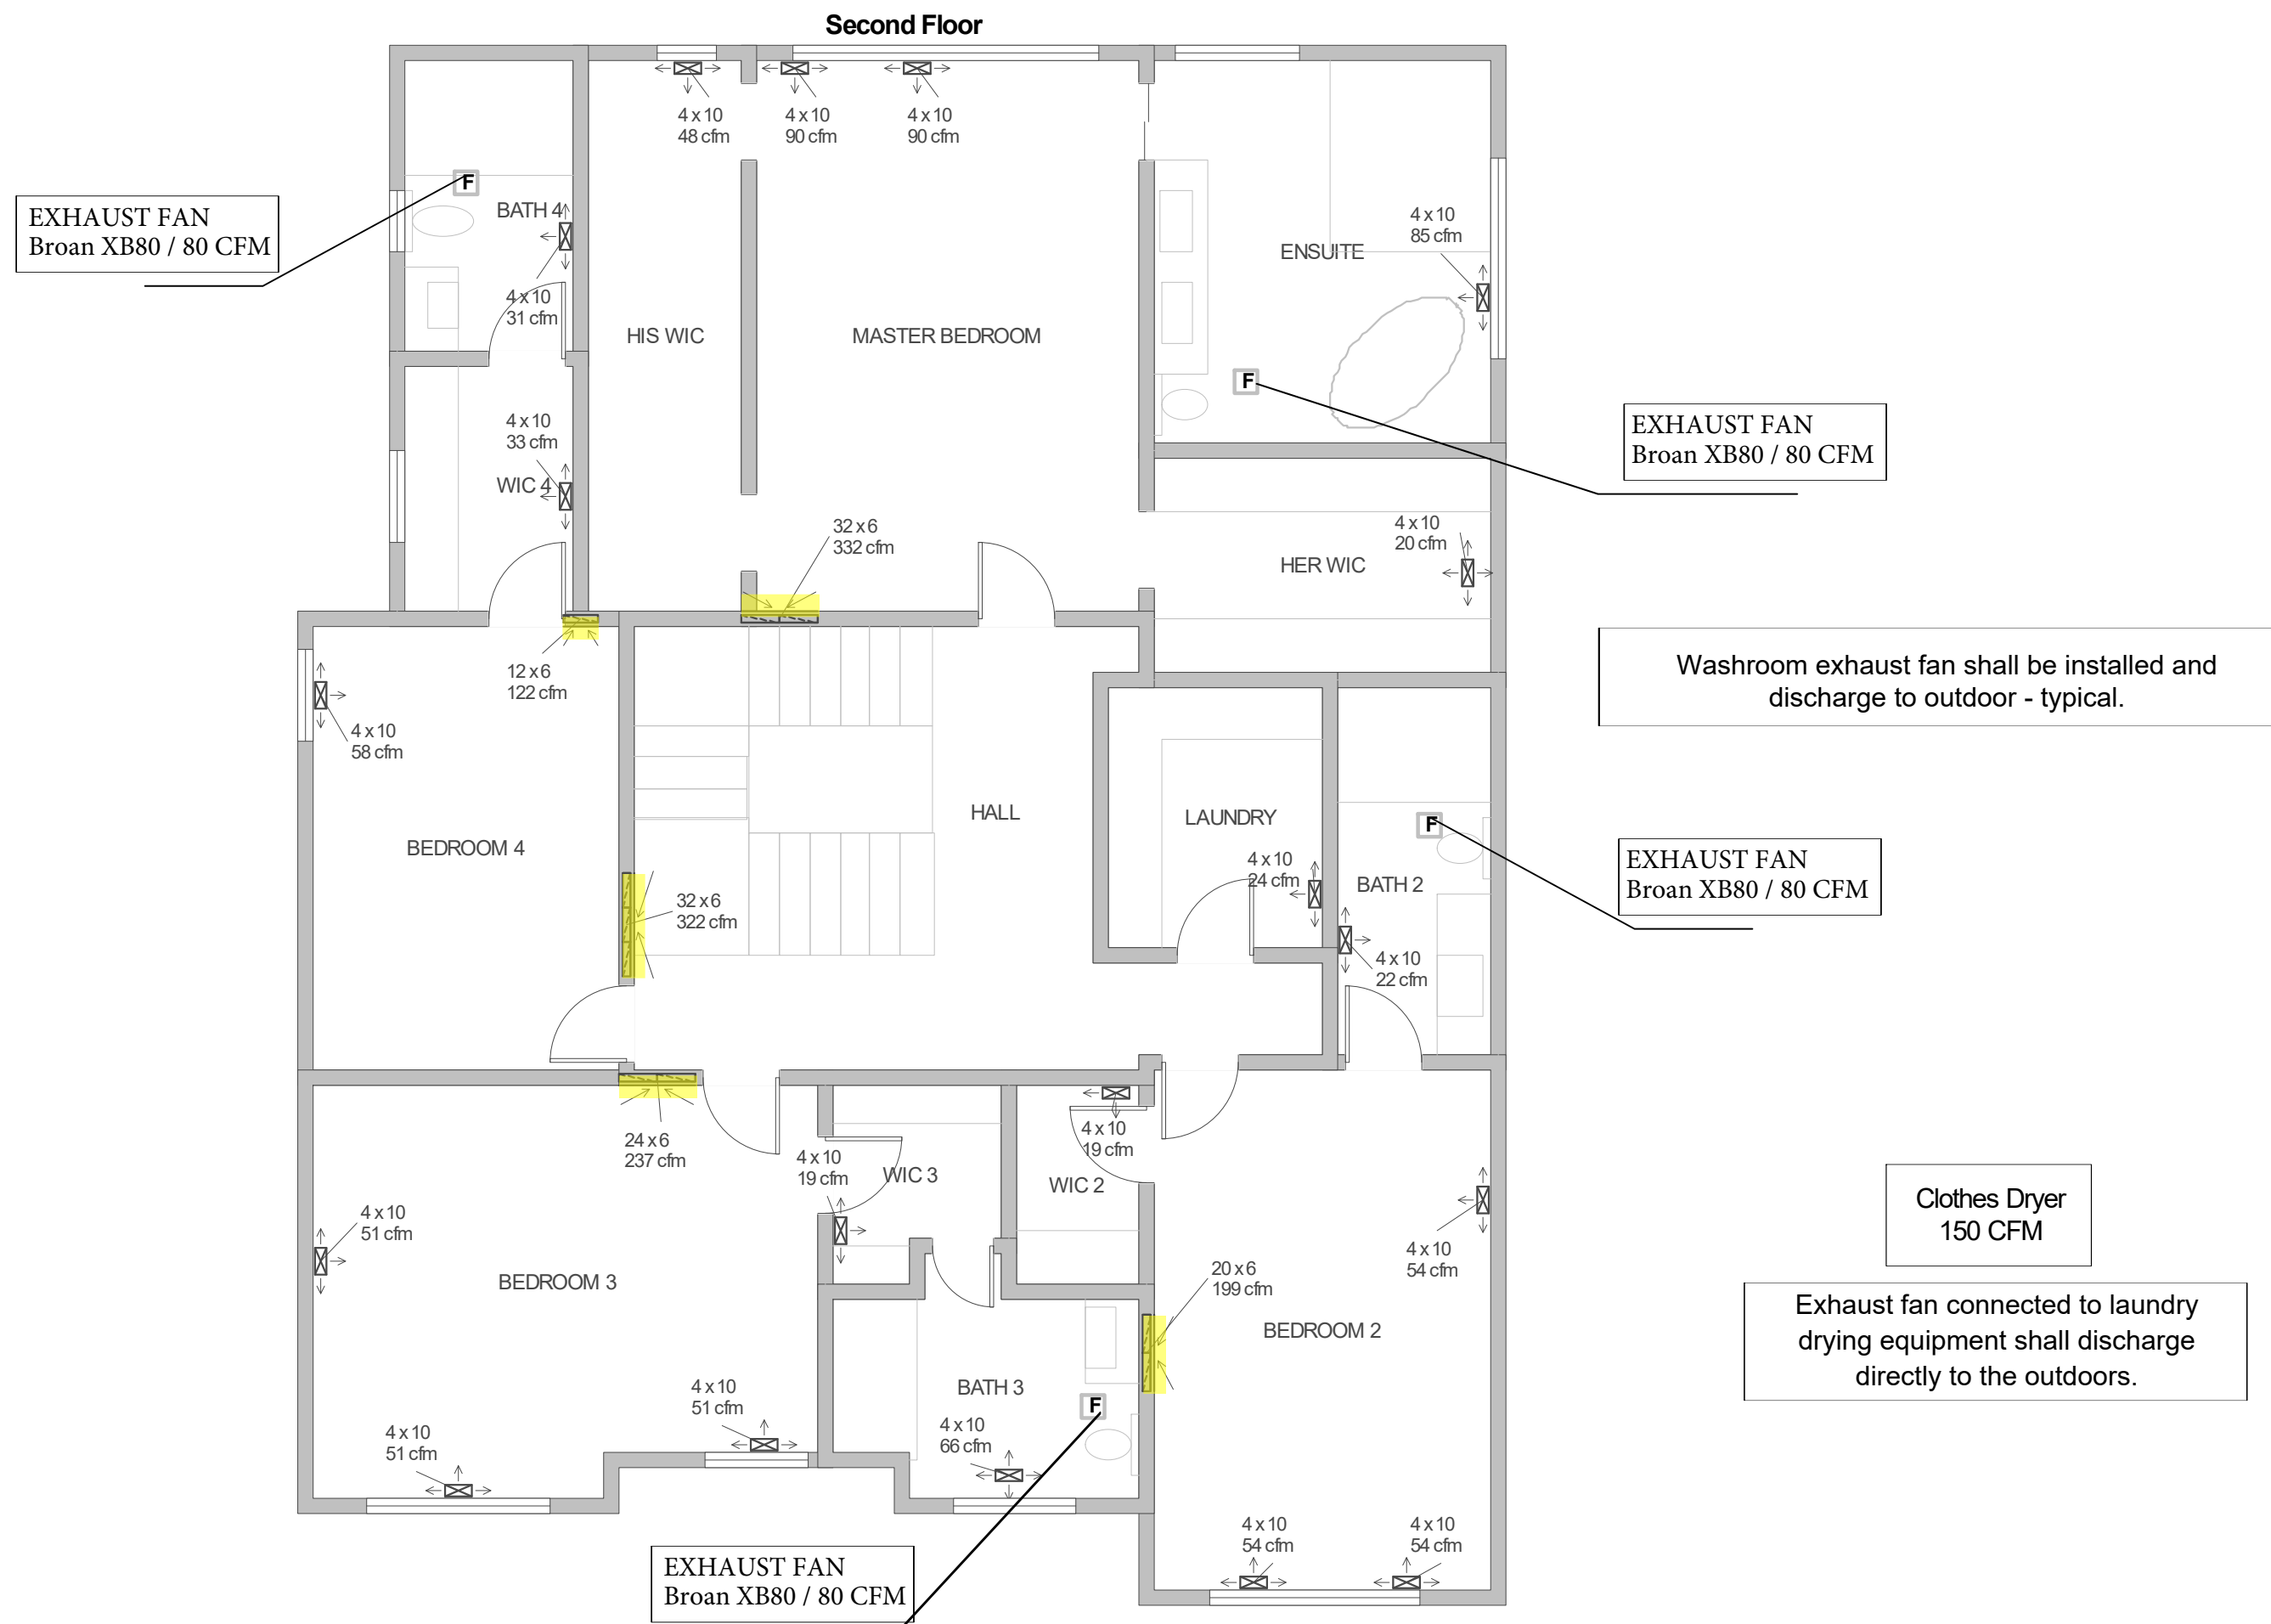 Second Floor
4 x 10
48 cfm
4 x 10
90 cfm
4 x 10
90 cfm
F
EXHAUST FAN
Broan XB80 / 80 CFM
BATH 4
4 x 10
31 cfm
HIS WIC
MASTER BEDROOM
ENSUITE
4 x 10
85 cfm
F
EXHAUST FAN
Broan XB80 / 80 CFM
4 x 10
33 cfm
WIC 4
32 x 6
332 cfm
4 x 10
20 cfm
HER WIC
12 x 6
122 cfm
4 x 10
58 cfm
Washroom exhaust fan shall be installed and
discharge to outdoor - typical.
HALL
LAUNDRY
BEDROOM 4
4 x 10
24 cfm
F
BATH 2
EXHAUST FAN
Broan XB80 / 80 CFM
32 x 6
322 cfm
4 x 10
22 cfm
24 x 6
237 cfm
4 x 10
19 cfm
WIC 3
4 x 10
19 cfm
WIC 2
4 x 10
51 cfm
BEDROOM 3
4 x 10
54 cfm
20 x 6
199 cfm
BEDROOM 2
Clothes Dryer
150 CFM
Exhaust fan connected to laundry
drying equipment shall discharge
directly to the outdoors.
4 x 10
51 cfm
BATH 3
F
4 x 10
66 cfm
4 x 10
51 cfm
4 x 10
54 cfm
4 x 10
54 cfm
EXHAUST FAN
Broan XB80 / 80 CFM